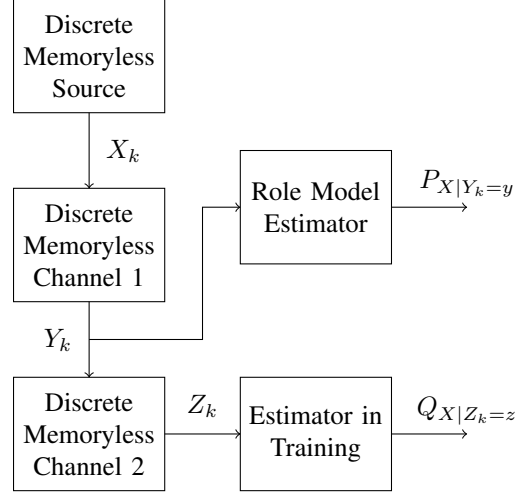 Discrete
Memoryless
Source
X_k
Discrete
Memoryless
Channel 1
Role Model
Estimator
P_{X|Y_k=y}
Y_k
Discrete
Memoryless
Channel 2
Z_k
Estimator in
Training
Q_{X|Z_k=z}